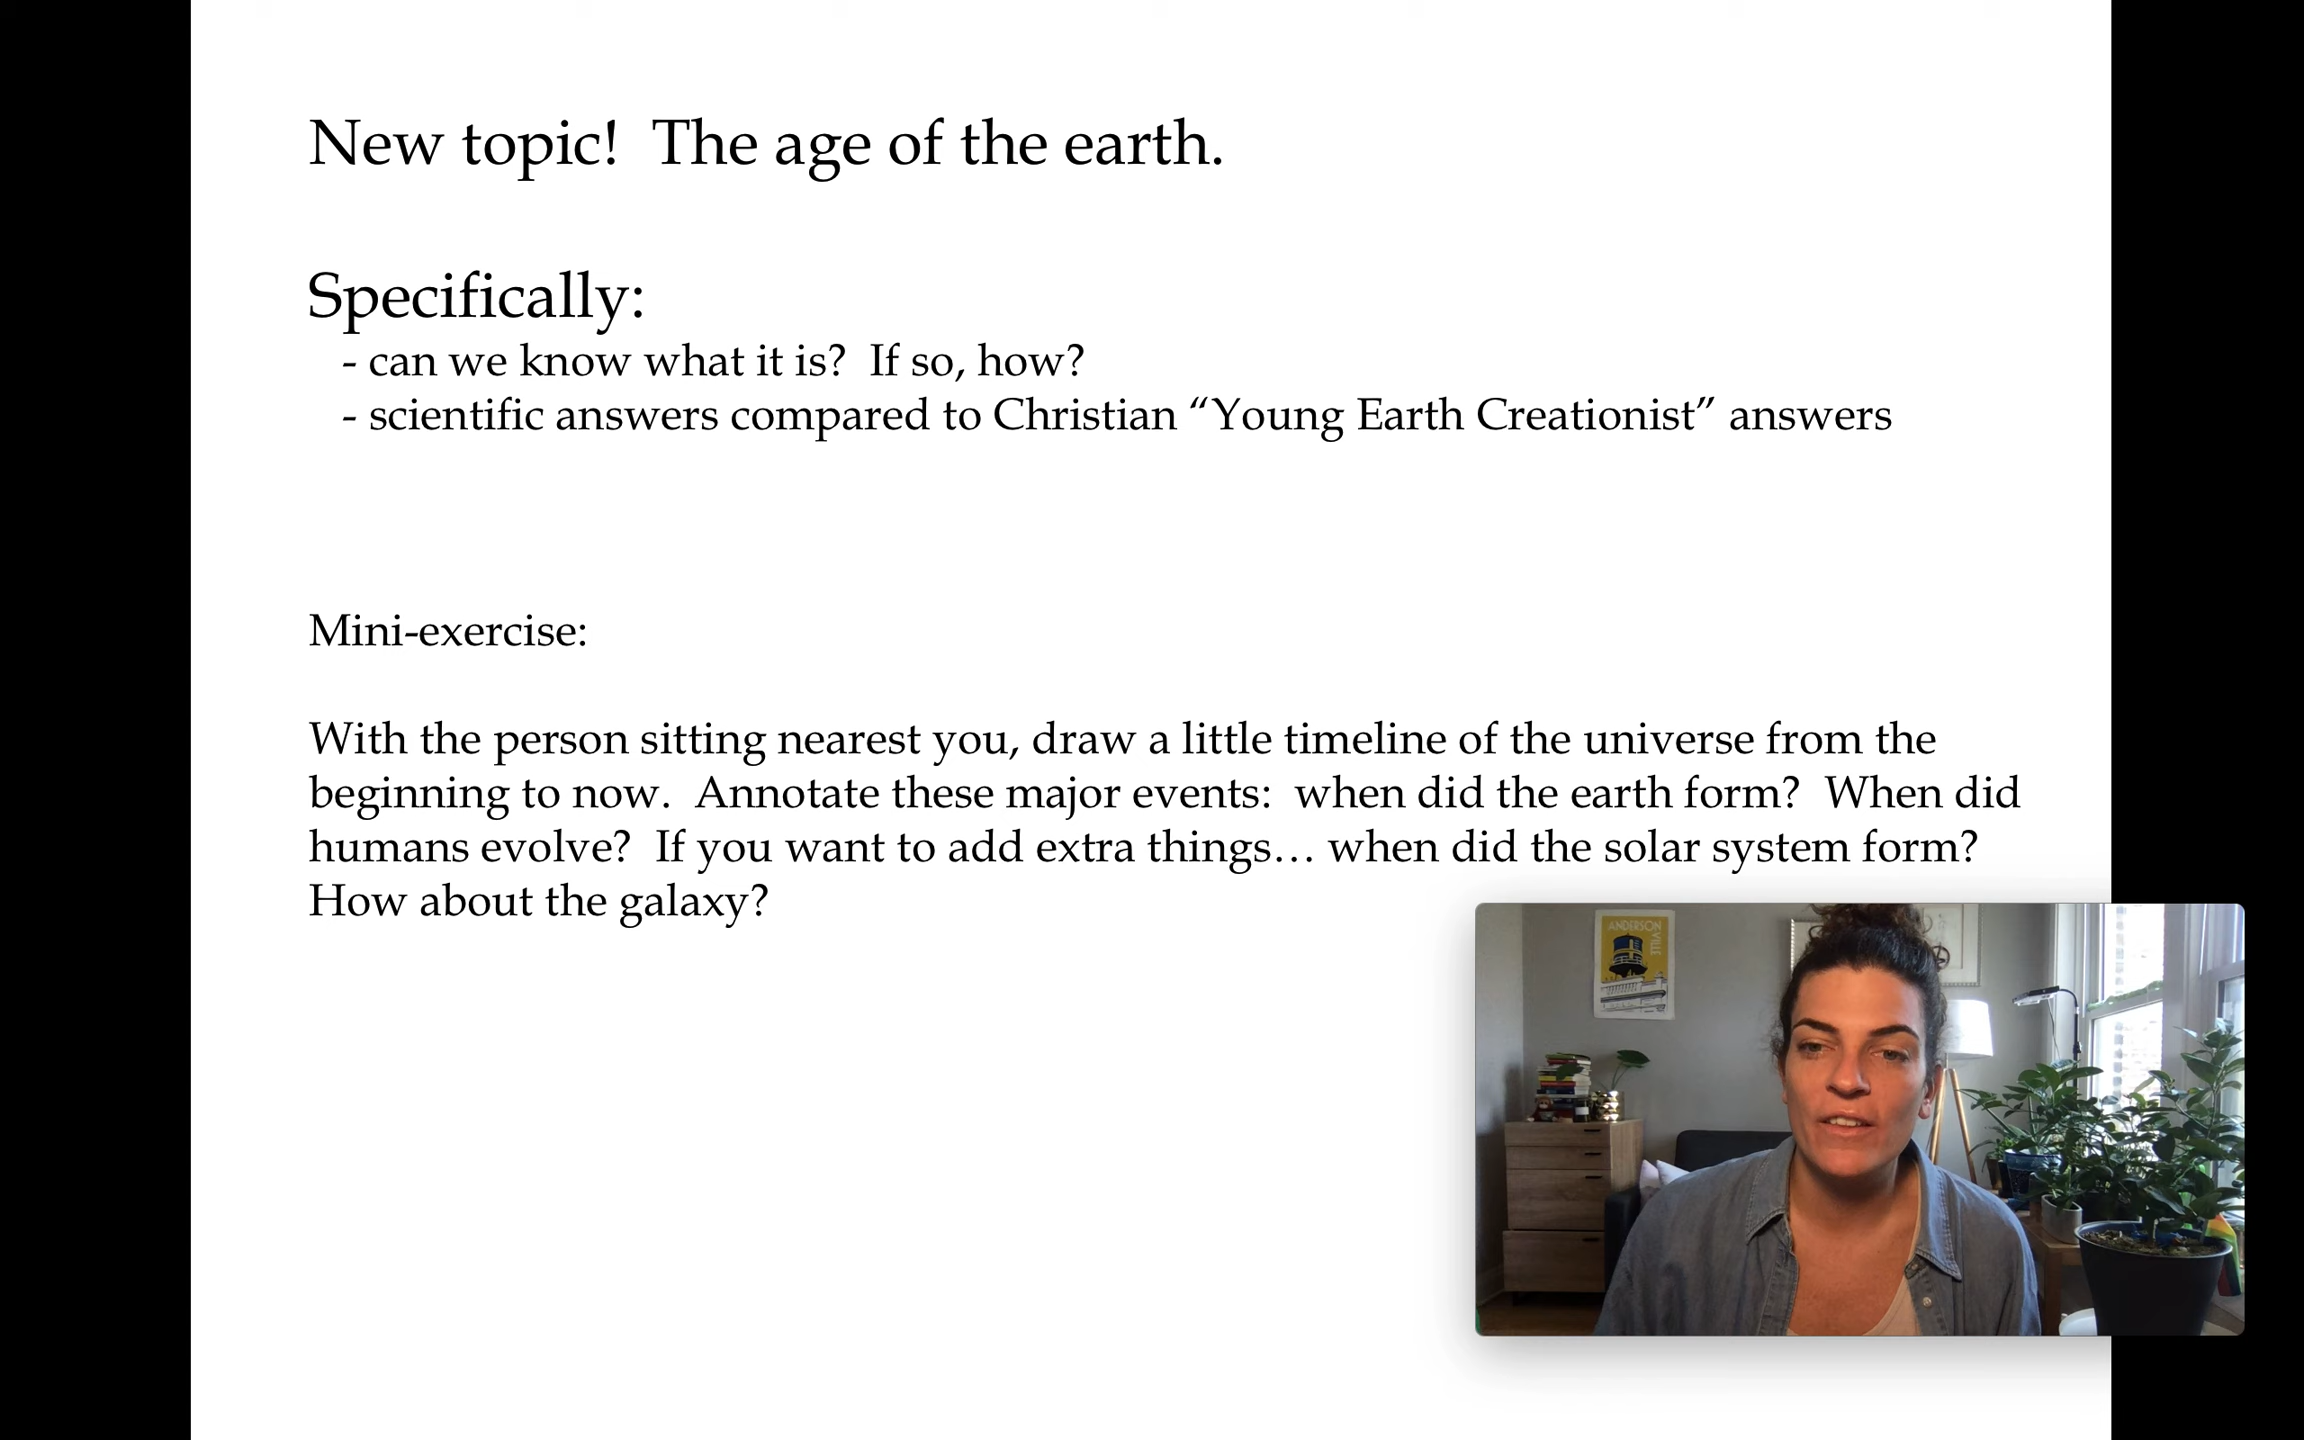 New topic!  The age of the earth.
Specifically:
- can we know what it is?  If so, how?
- scientific answers compared to Christian “Young Earth Creationist” answers
Mini-exercise:
With the person sitting nearest you, draw a little timeline of the universe from the
beginning to now.  Annotate these major events:  when did the earth form?  When did
humans evolve?  If you want to add extra things… when did the solar system form?
How about the galaxy?
ANDERSON
VILLE